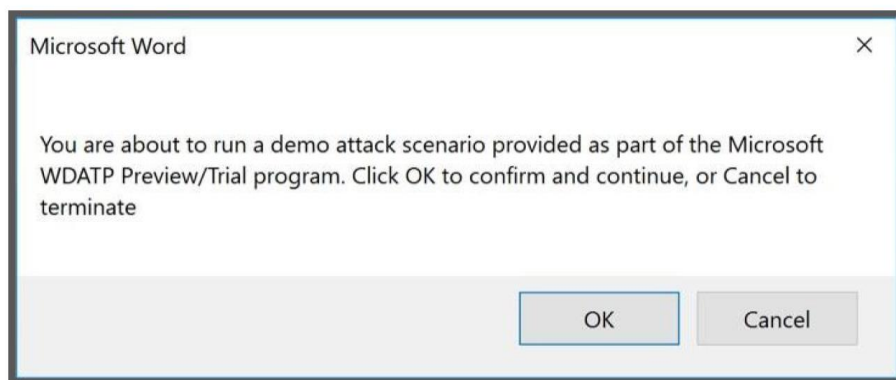 Microsoft Word
You are about to run a demo attack scenario provided as part of the Microsoft
WDATP Preview/Trial program. Click OK to confirm and continue, or Cancel to
terminate
OK
Cancel